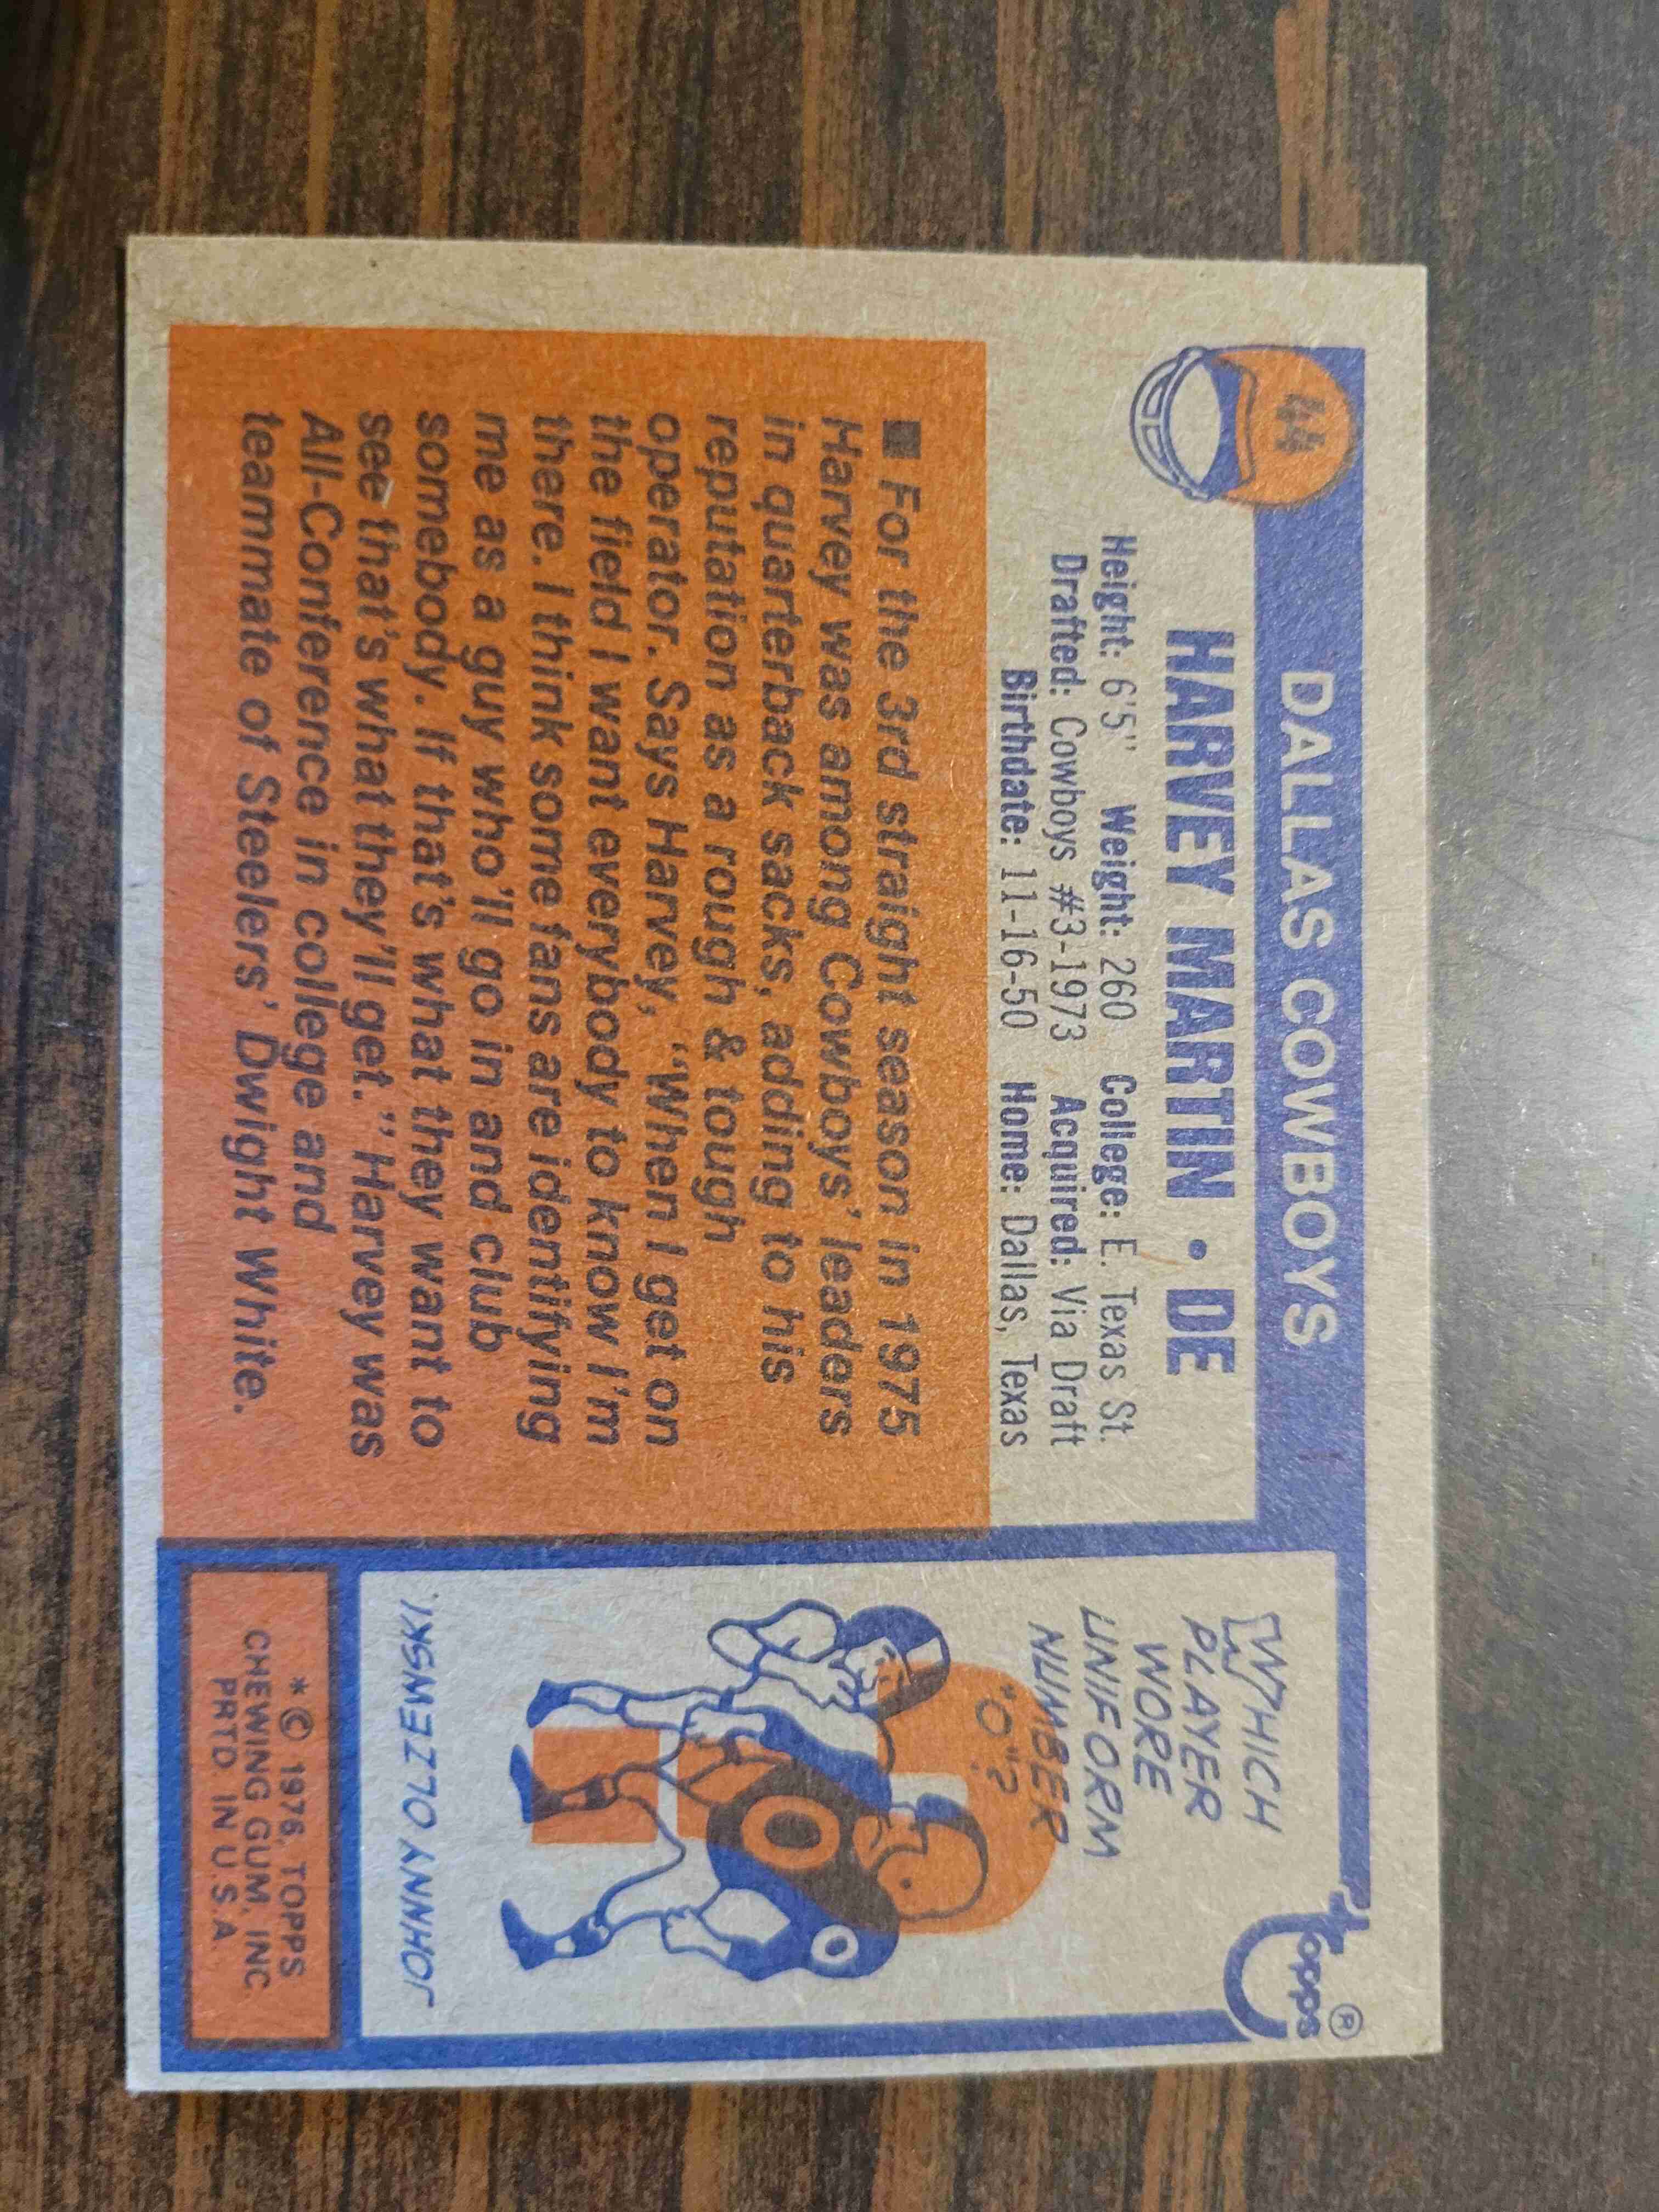 44
DALLAS COWBOYS
HARVEY MARTIN • DE
Height: 6'5" Weight: 260 College: E. Texas St.
Drafted: Cowboys #3-1973 Acquired: Via Draft
Birthdate: 11-16-50 Home: Dallas, Texas
■ For the 3rd straight season in 1975
Harvey was among Cowboys' leaders
in quarterback sacks, adding to his
reputation as a rough & tough
operator. Says Harvey, "When I get on
the field I want everybody to know I'm
there. I think some fans are identifying
me as a guy who'll go in and club
somebody. If that's what they want to
see that's what they'll get." Harvey was
All-Conference in college and
teammate of Steelers' Dwight White.
Topps®
WHICH
PLAYER
WORE
UNIFORM
NUMBER
"O"?
O
O
JOHNNY OLZEWSKI.
* © 1976, TOPPS
CHEWING GUM, INC.
PRTD. IN U.S.A.